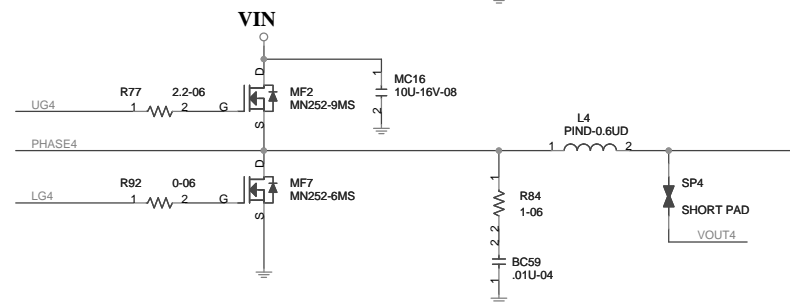 VIN
D
1
MC16
10U-16V-08
2
R77 2.2-06
1 2 G
MF2
MN252-9MS
UG4
S
L4
PIND-0.6UD
PHASE4
1 2
D
R92 0-06
1 2 G
MF7
MN252-6MS
LG4
S
1
R84
1-06
2
2
BC59
.01U-04
1
SP4
SHORT PAD
VOUT4